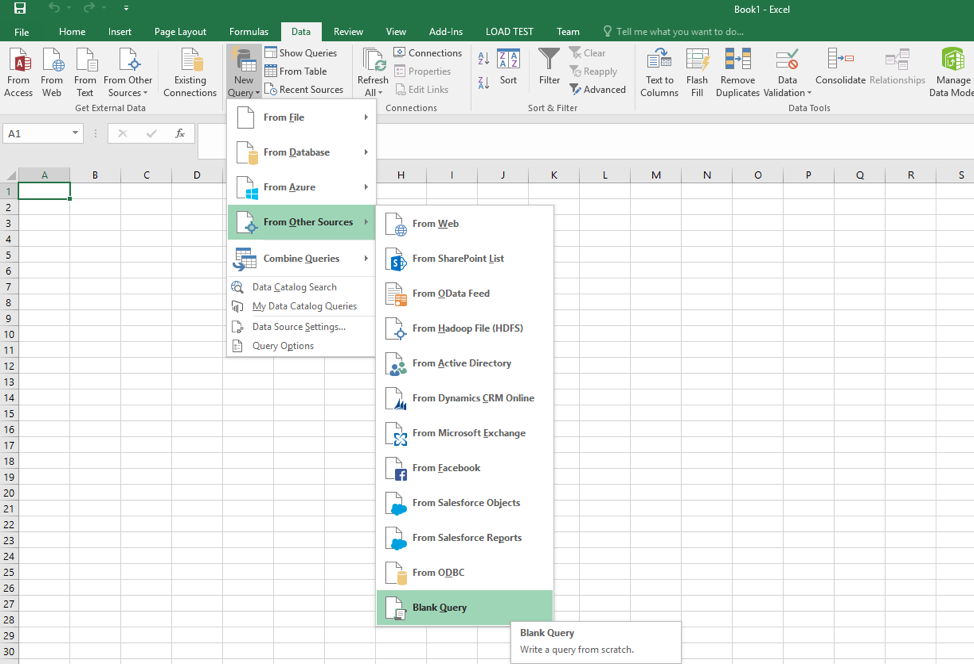 Book1 - Excel
File Home Insert Page Layout Formulas Data Review View Add-Ins LOAD TEST Team Tell me what you want to do...
From Access
From Web
From Text
From Other Sources
Get External Data
Existing Connections
New Query
Show Queries
From Table
Recent Sources
Refresh All
Connections
Properties
Edit Links
Connections
Sort
Filter
Clear
Reapply
Advanced
Sort & Filter
Text to Columns
Flash Fill
Remove Duplicates
Data Validation
Consolidate
Relationships
Manage Data Mode
Data Tools
A1
fx
A B C D H I J K L M N O P Q R S
From File
From Database
From Azure
From Other Sources
Combine Queries
Data Catalog Search
My Data Catalog Queries
Data Source Settings...
Query Options
From Web
From SharePoint List
From OData Feed
From Hadoop File (HDFS)
From Active Directory
From Dynamics CRM Online
From Microsoft Exchange
From Facebook
From Salesforce Objects
From Salesforce Reports
From ODBC
Blank Query
Blank Query
Write a query from scratch.
1
2
3
4
5
6
7
8
9
10
11
12
13
14
15
16
17
18
19
20
21
22
23
24
25
26
27
28
29
30